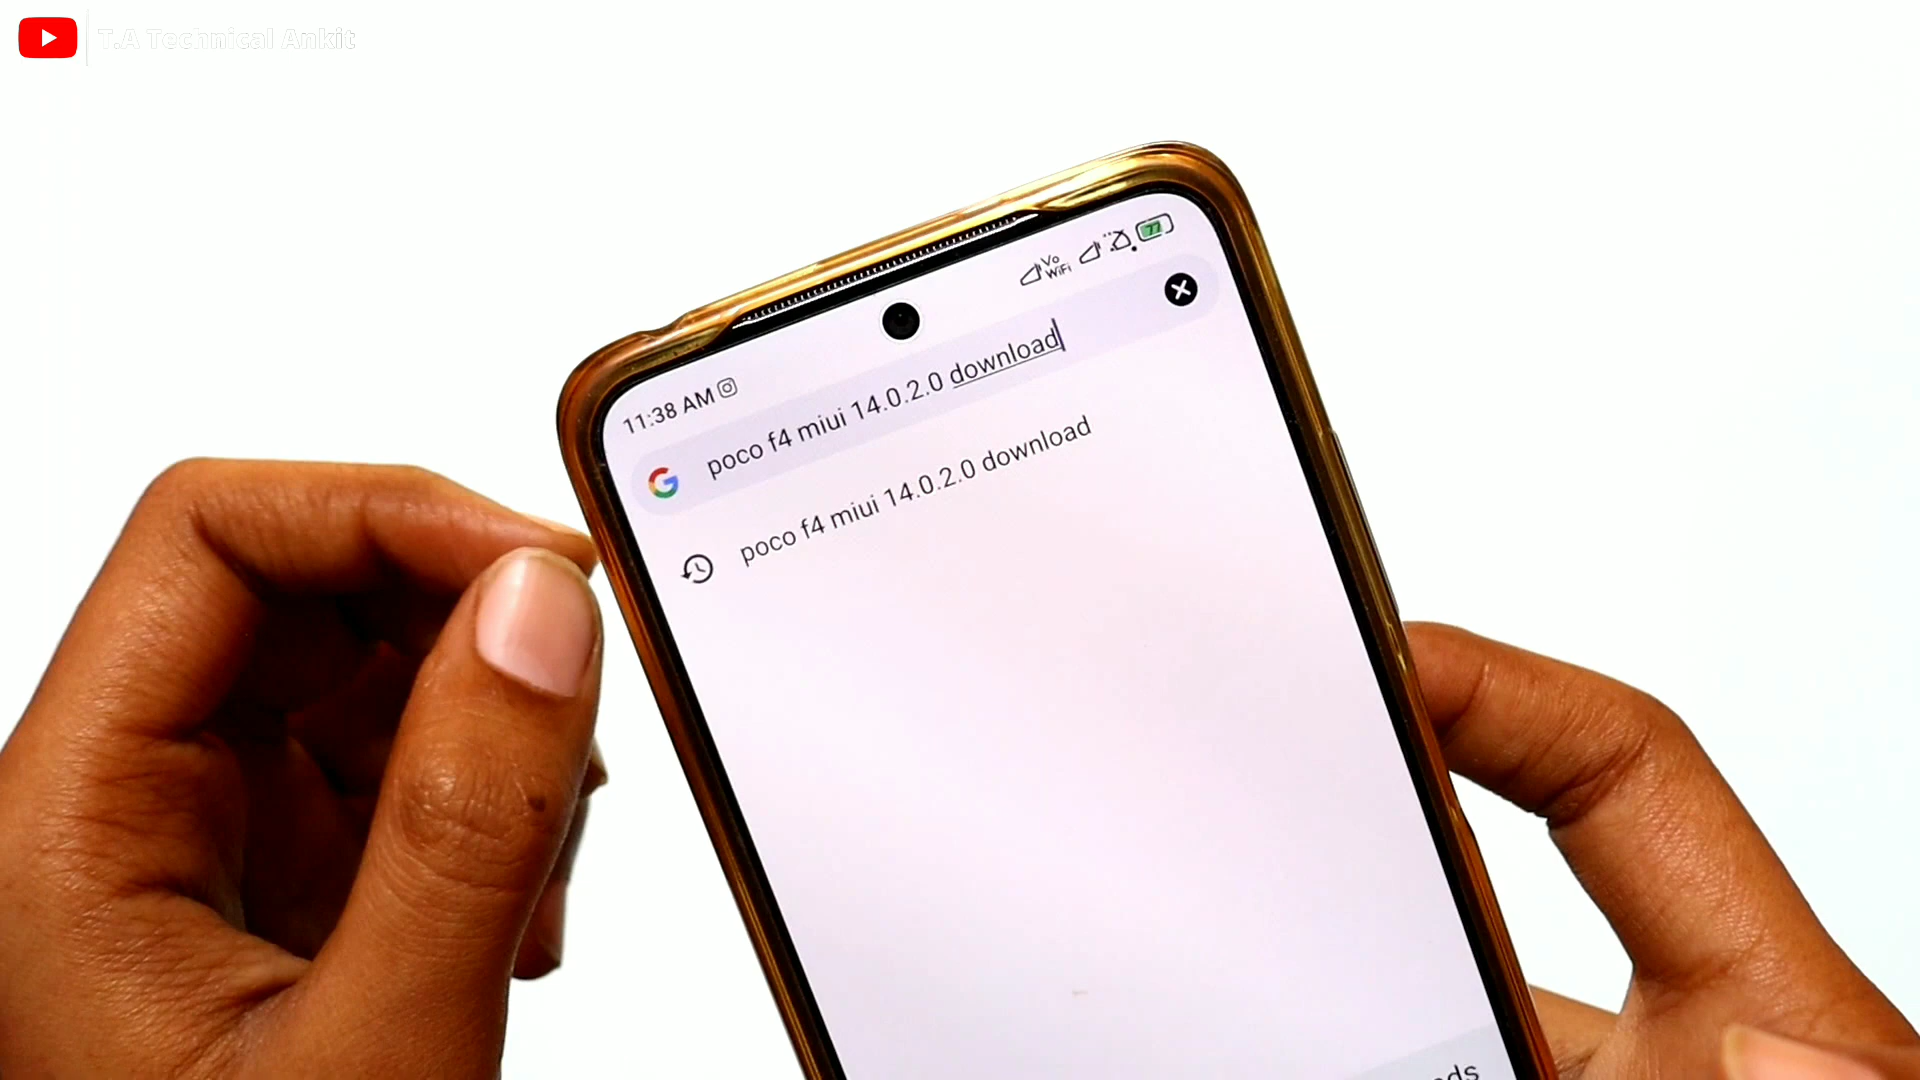 T.A Technical Ankit
11:38 AM
Vo
WiFi
77
poco f4 miui 14.0.2.0 download
poco f4 miui 14.0.2.0 download